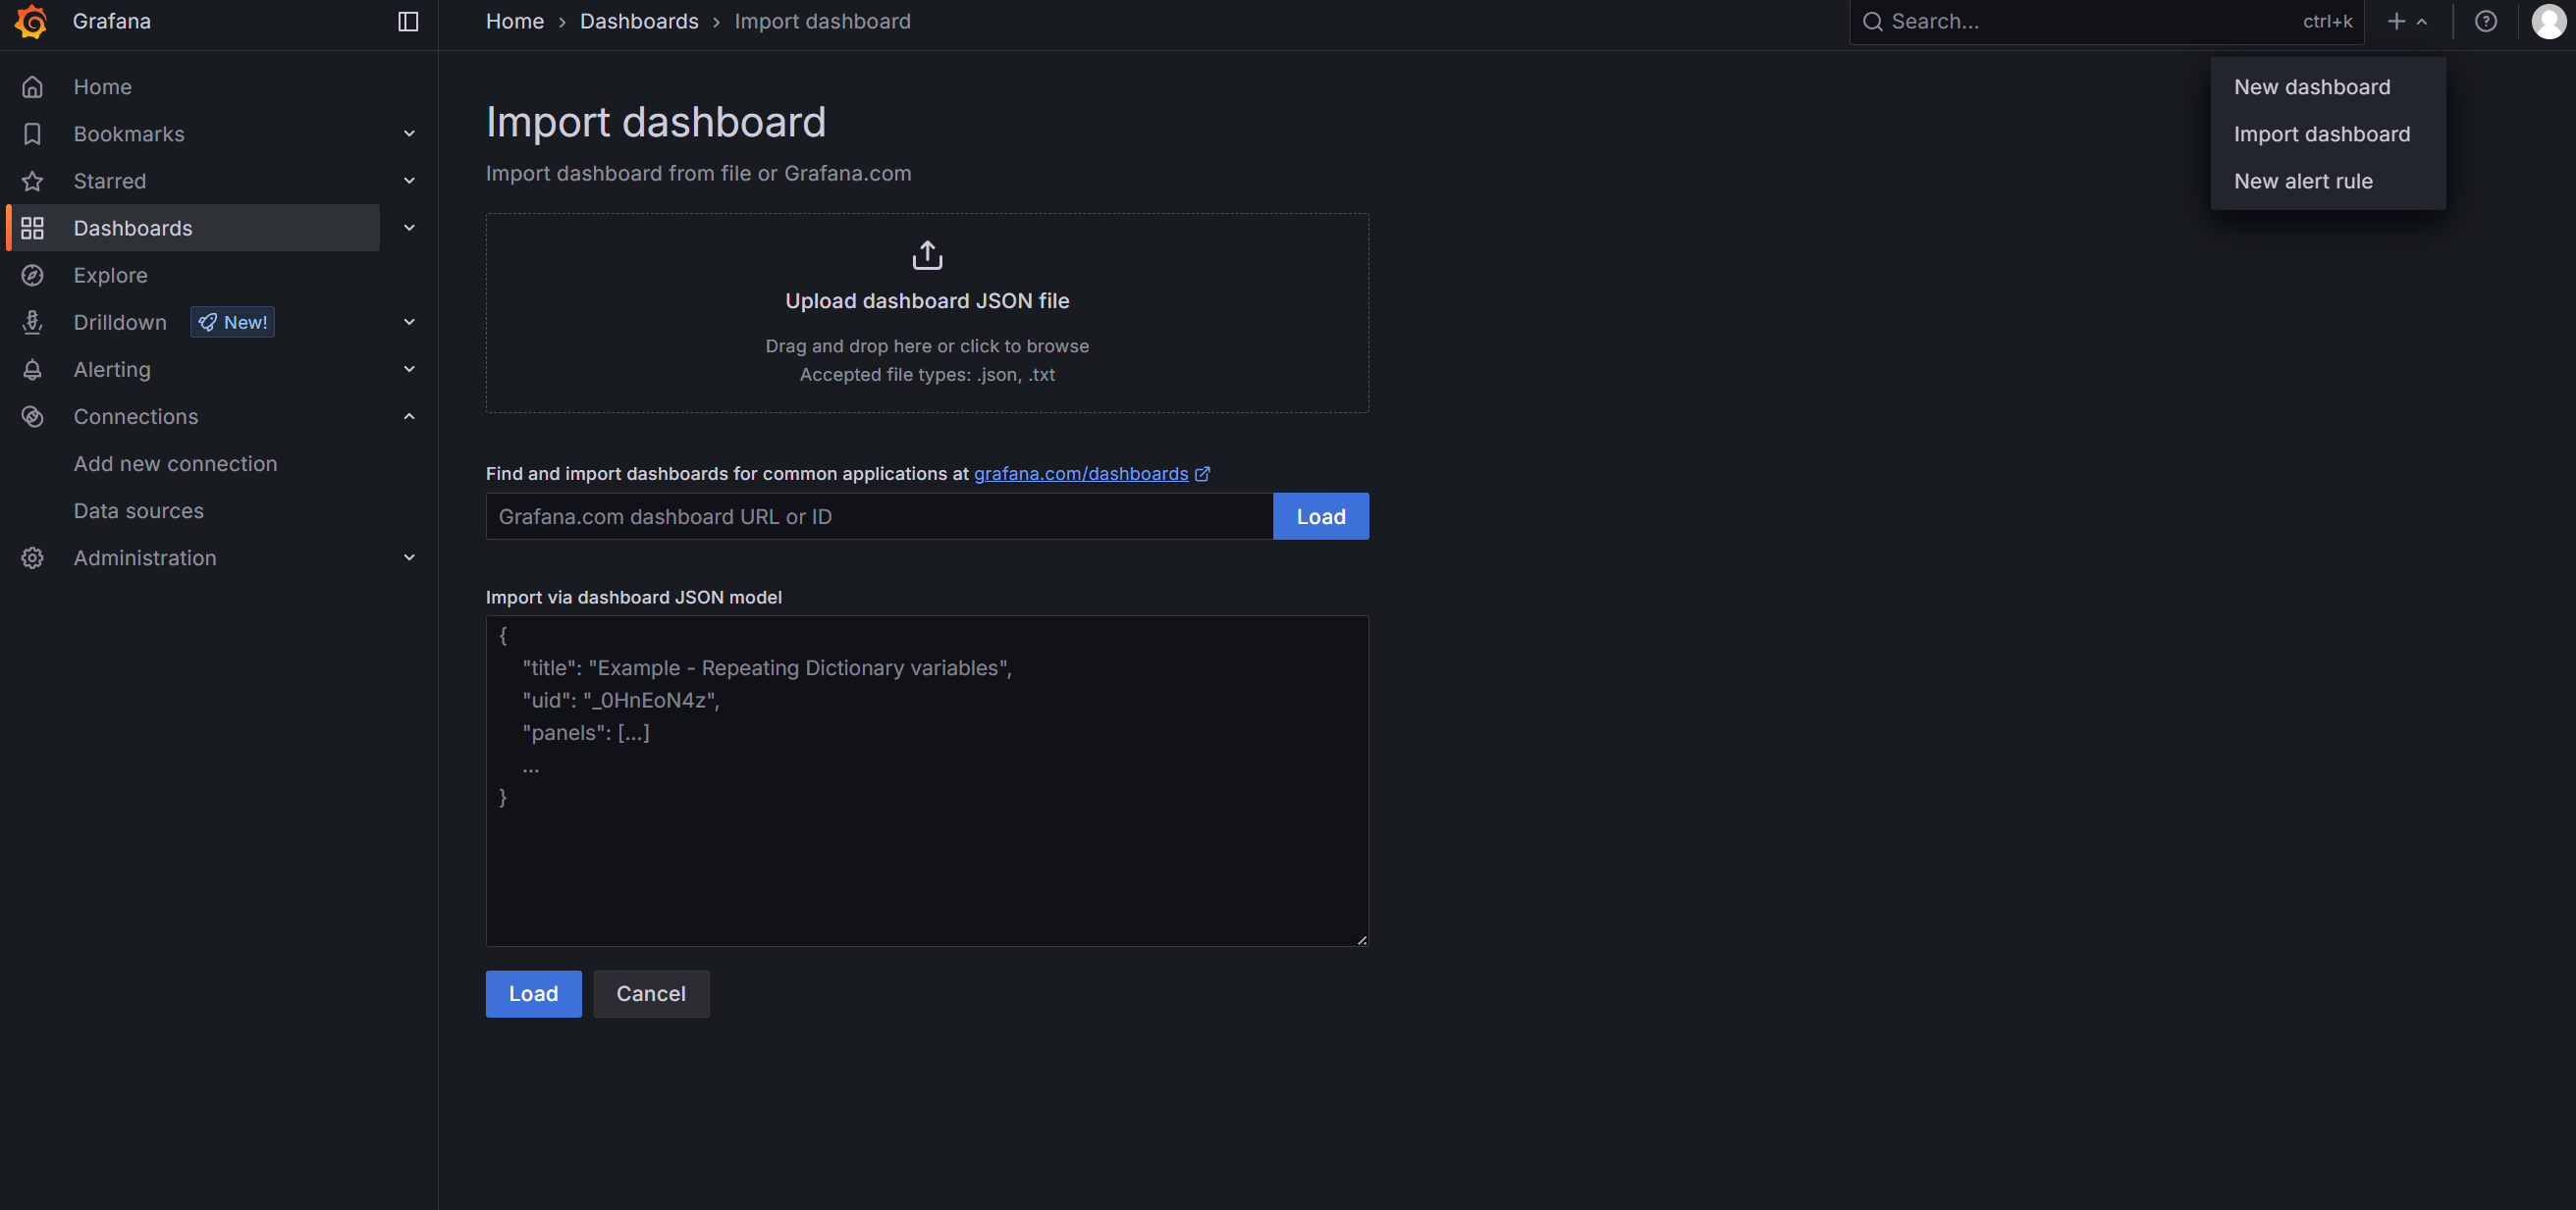 Grafana
Home
Bookmarks
Starred
Dashboards
Explore
Drilldown New!
Alerting
Connections
Add new connection
Data sources
Administration
Home › Dashboards › Import dashboard
Search... ctrl+k
New dashboard
Import dashboard
New alert rule
Import dashboard
Import dashboard from file or Grafana.com
Upload dashboard JSON file
Drag and drop here or click to browse
Accepted file types: .json, .txt
Find and import dashboards for common applications at grafana.com/dashboards
Grafana.com dashboard URL or ID Load
Import via dashboard JSON model
{
"title": "Example - Repeating Dictionary variables",
"uid": "_0HnEoN4z",
"panels": [...]
...
}
Load Cancel